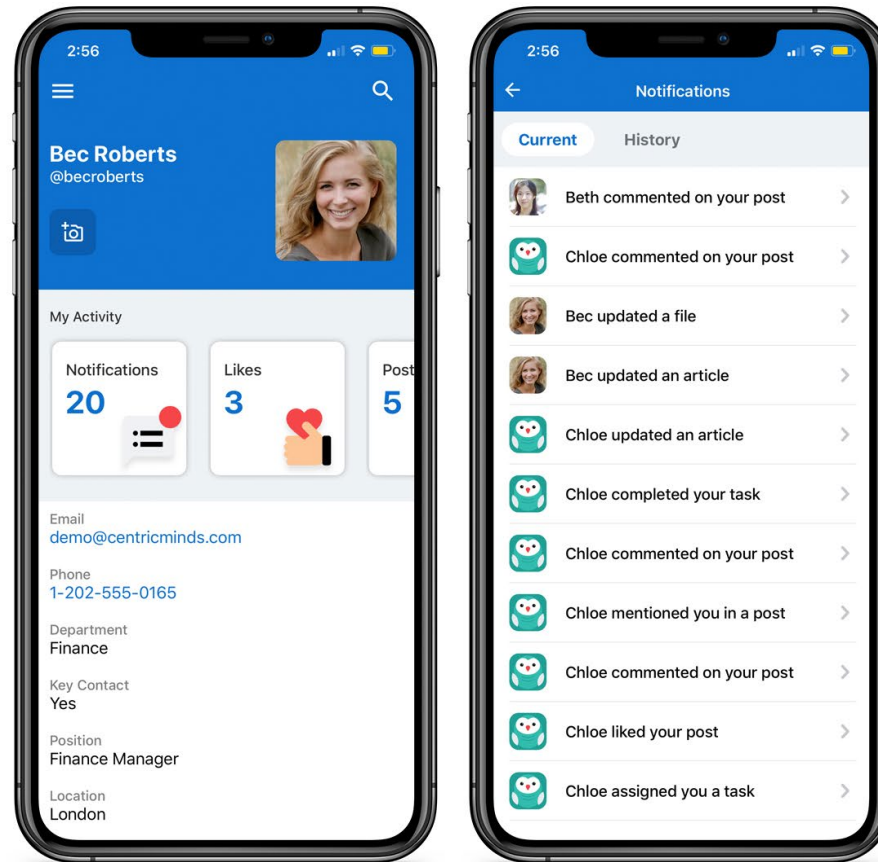 2:56
Bec Roberts
@becroberts
My Activity
Notifications
20
Likes
3
Post
5
Email
demo@centricminds.com
Phone
1-202-555-0165
Department
Finance
Key Contact
Yes
Position
Finance Manager
Location
London
2:56
Notifications
Current
History
Beth commented on your post
Chloe commented on your post
Bec updated a file
Bec updated an article
Chloe updated an article
Chloe completed your task
Chloe commented on your post
Chloe mentioned you in a post
Chloe commented on your post
Chloe liked your post
Chloe assigned you a task